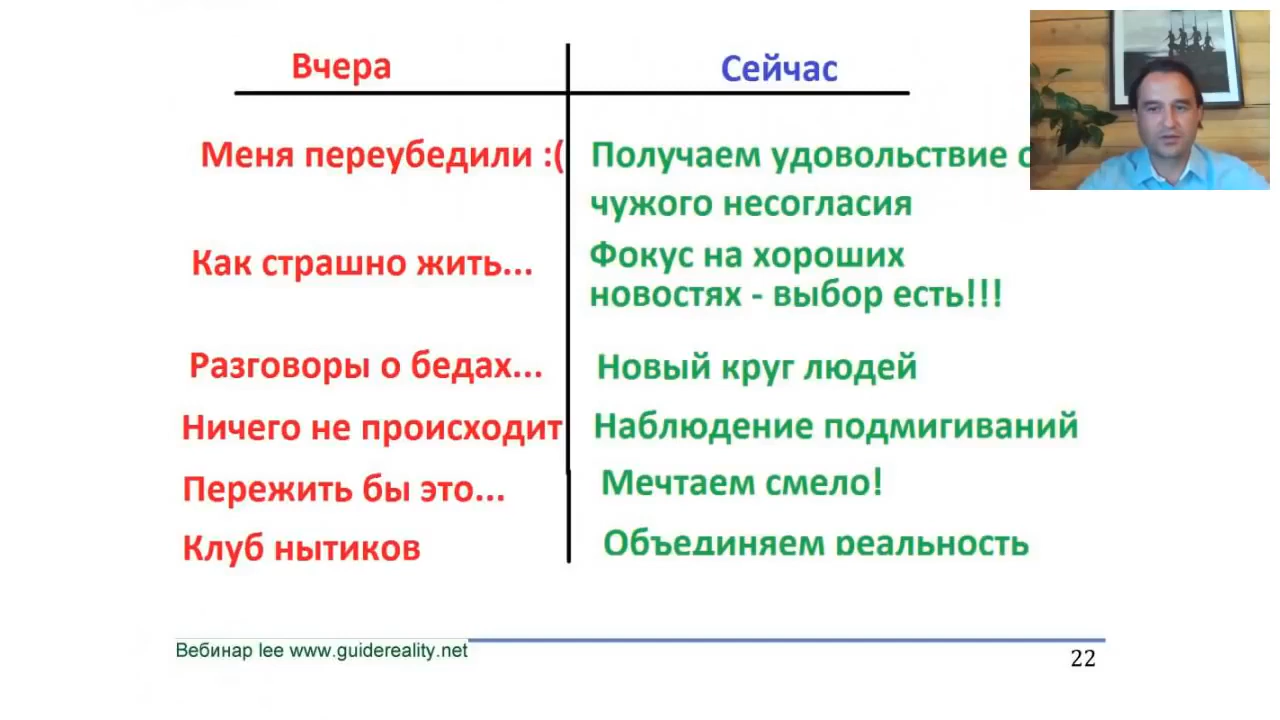 Вчера
Сейчас
Меня переубедили :(
Получаем удовольствие
чужого несогласия
Как страшно жить...
Фокус на хороших
новостях - выбор есть!!!
Разговоры о бедах...
Новый круг людей
Ничего не происходит
Наблюдение подмигиваний
Пережить бы это...
Мечтаем смело!
Клуб нытиков
Объединяем реальность
Вебинар lee www.guidereality.net
22